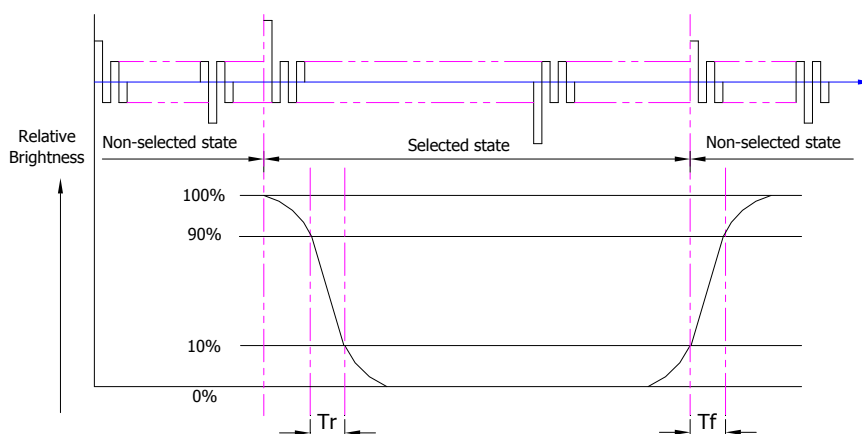 Non-selected state
Selected state
Non-selected state
Relative
Brightness
100%
90%
10%
0%
Tr
Tf